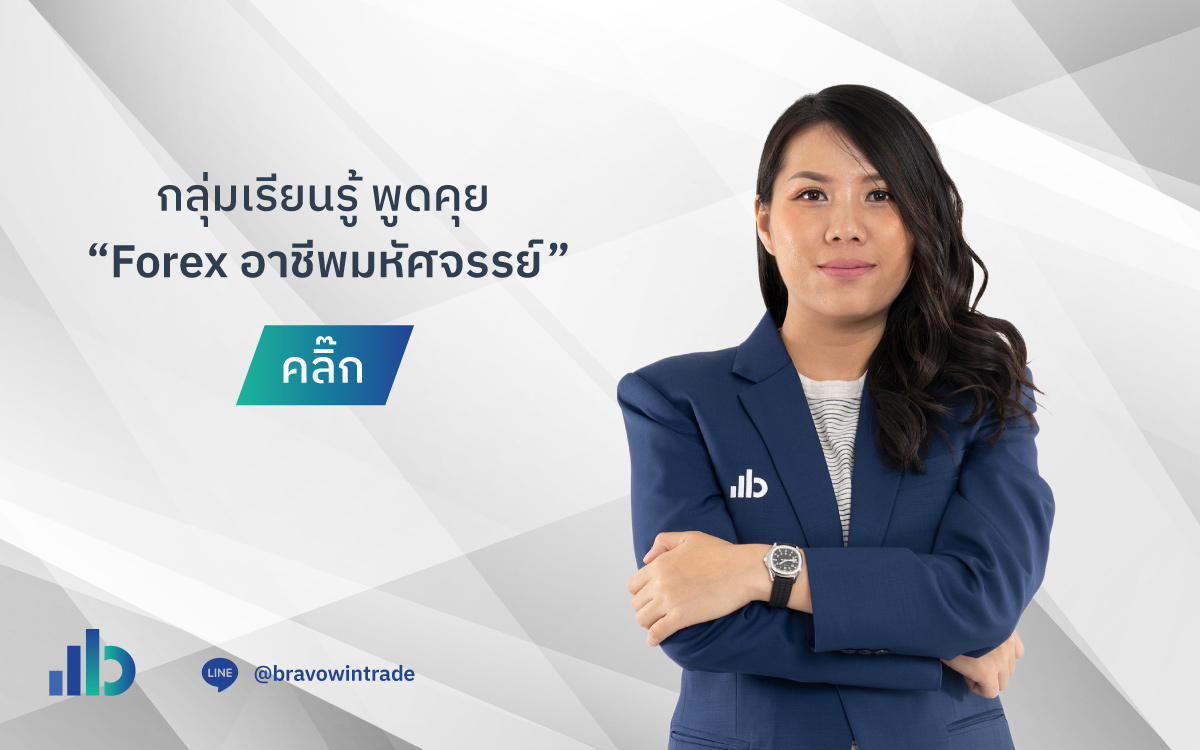 กลุ่มเรียนรู้ พูดคุย
“Forex อาชีพมหัศจรรย์”
คลิ๊ก
LINE @bravowintrade